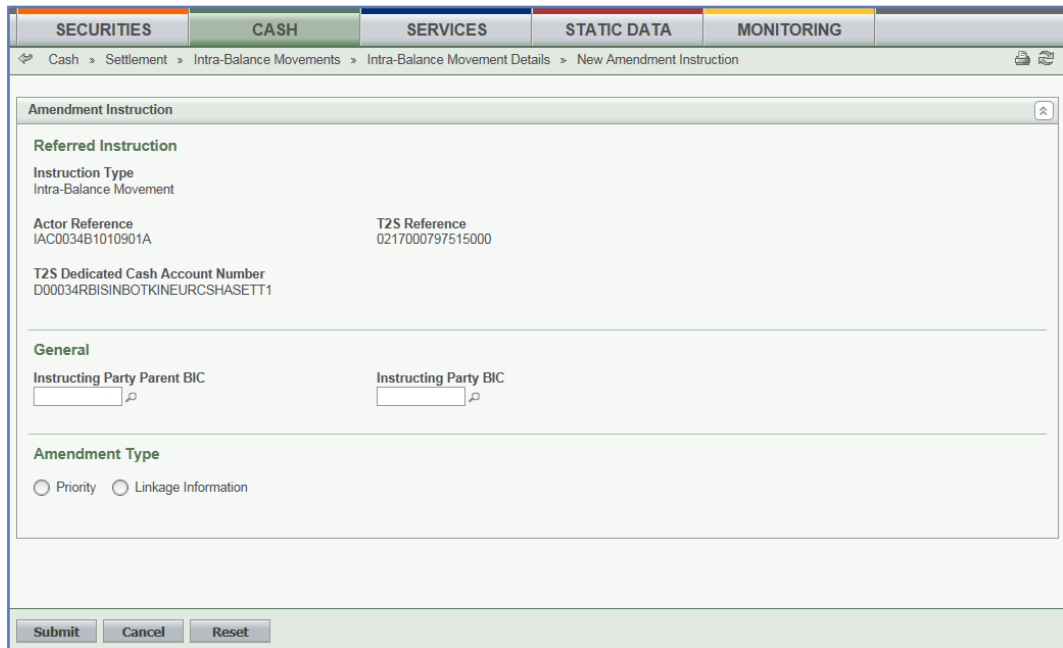 SECURITIES CASH SERVICES STATIC DATA MONITORING
Cash » Settlement » Intra-Balance Movements » Intra-Balance Movement Details » New Amendment Instruction
Amendment Instruction
Referred Instruction
Instruction Type
Intra-Balance Movement
Actor Reference T2S Reference
IAC0034B1010901A 0217000797515000
T2S Dedicated Cash Account Number
D00034RBISINBOTKINEURCSHASETT1
General
Instructing Party Parent BIC Instructing Party BIC
Amendment Type
Priority Linkage Information
Submit Cancel Reset